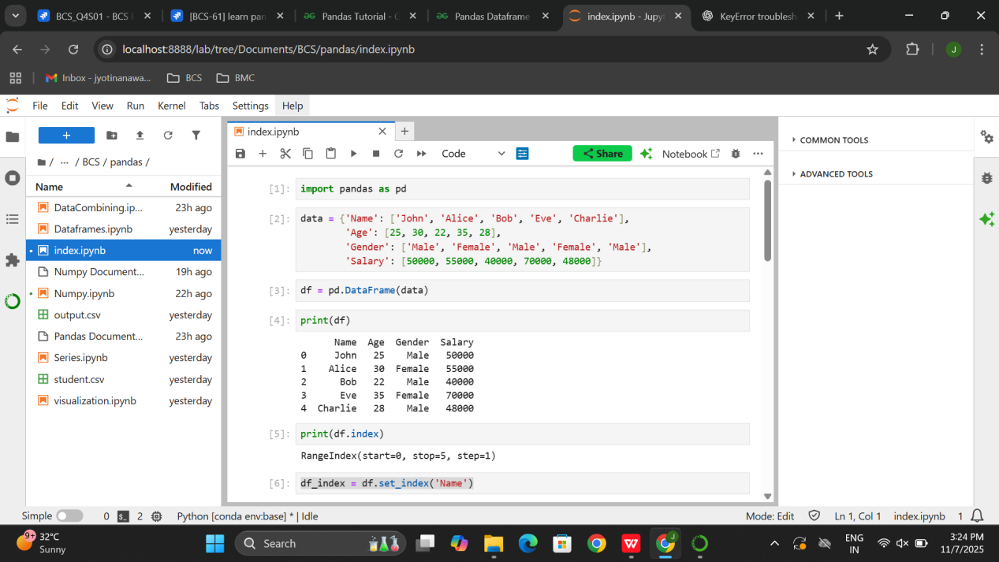 BCS_Q4S01 - BCS
[BCS-61] learn pan
Pandas Tutorial - G
Pandas Dataframe
index.ipynb - Jupy
KeyError troublesh
localhost:8888/lab/tree/Documents/BCS/pandas/index.ipynb
J
Inbox - jyotinanawa...
BCS
BMC
File Edit View Run Kernel Tabs Settings Help
index.ipynb
Code
Share
Notebook
/ ... / BCS / pandas /
Name Modified
DataCombining.ip... 23h ago
Dataframes.ipynb yesterday
index.ipynb now
Numpy Document... 19h ago
Numpy.ipynb 22h ago
output.csv yesterday
Pandas Document... 23h ago
Series.ipynb yesterday
student.csv yesterday
visualization.ipynb yesterday
[1]: import pandas as pd
[2]: data = {'Name': ['John', 'Alice', 'Bob', 'Eve', 'Charlie'],
'Age': [25, 30, 22, 35, 28],
'Gender': ['Male', 'Female', 'Male', 'Female', 'Male'],
'Salary': [50000, 55000, 40000, 70000, 48000]}
[3]: df = pd.DataFrame(data)
[4]: print(df)
Name Age Gender Salary
0 John 25 Male 50000
1 Alice 30 Female 55000
2 Bob 22 Male 40000
3 Eve 35 Female 70000
4 Charlie 28 Male 48000
[5]: print(df.index)
RangeIndex(start=0, stop=5, step=1)
[6]: df_index = df.set_index('Name')
COMMON TOOLS
ADVANCED TOOLS
Simple 0 $_ 2 Python [conda env:base] * | Idle
Mode: Edit Ln 1, Col 1 index.ipynb 1
9+
32°C
Sunny
Search
J
ENG
IN
3:24 PM
11/7/2025